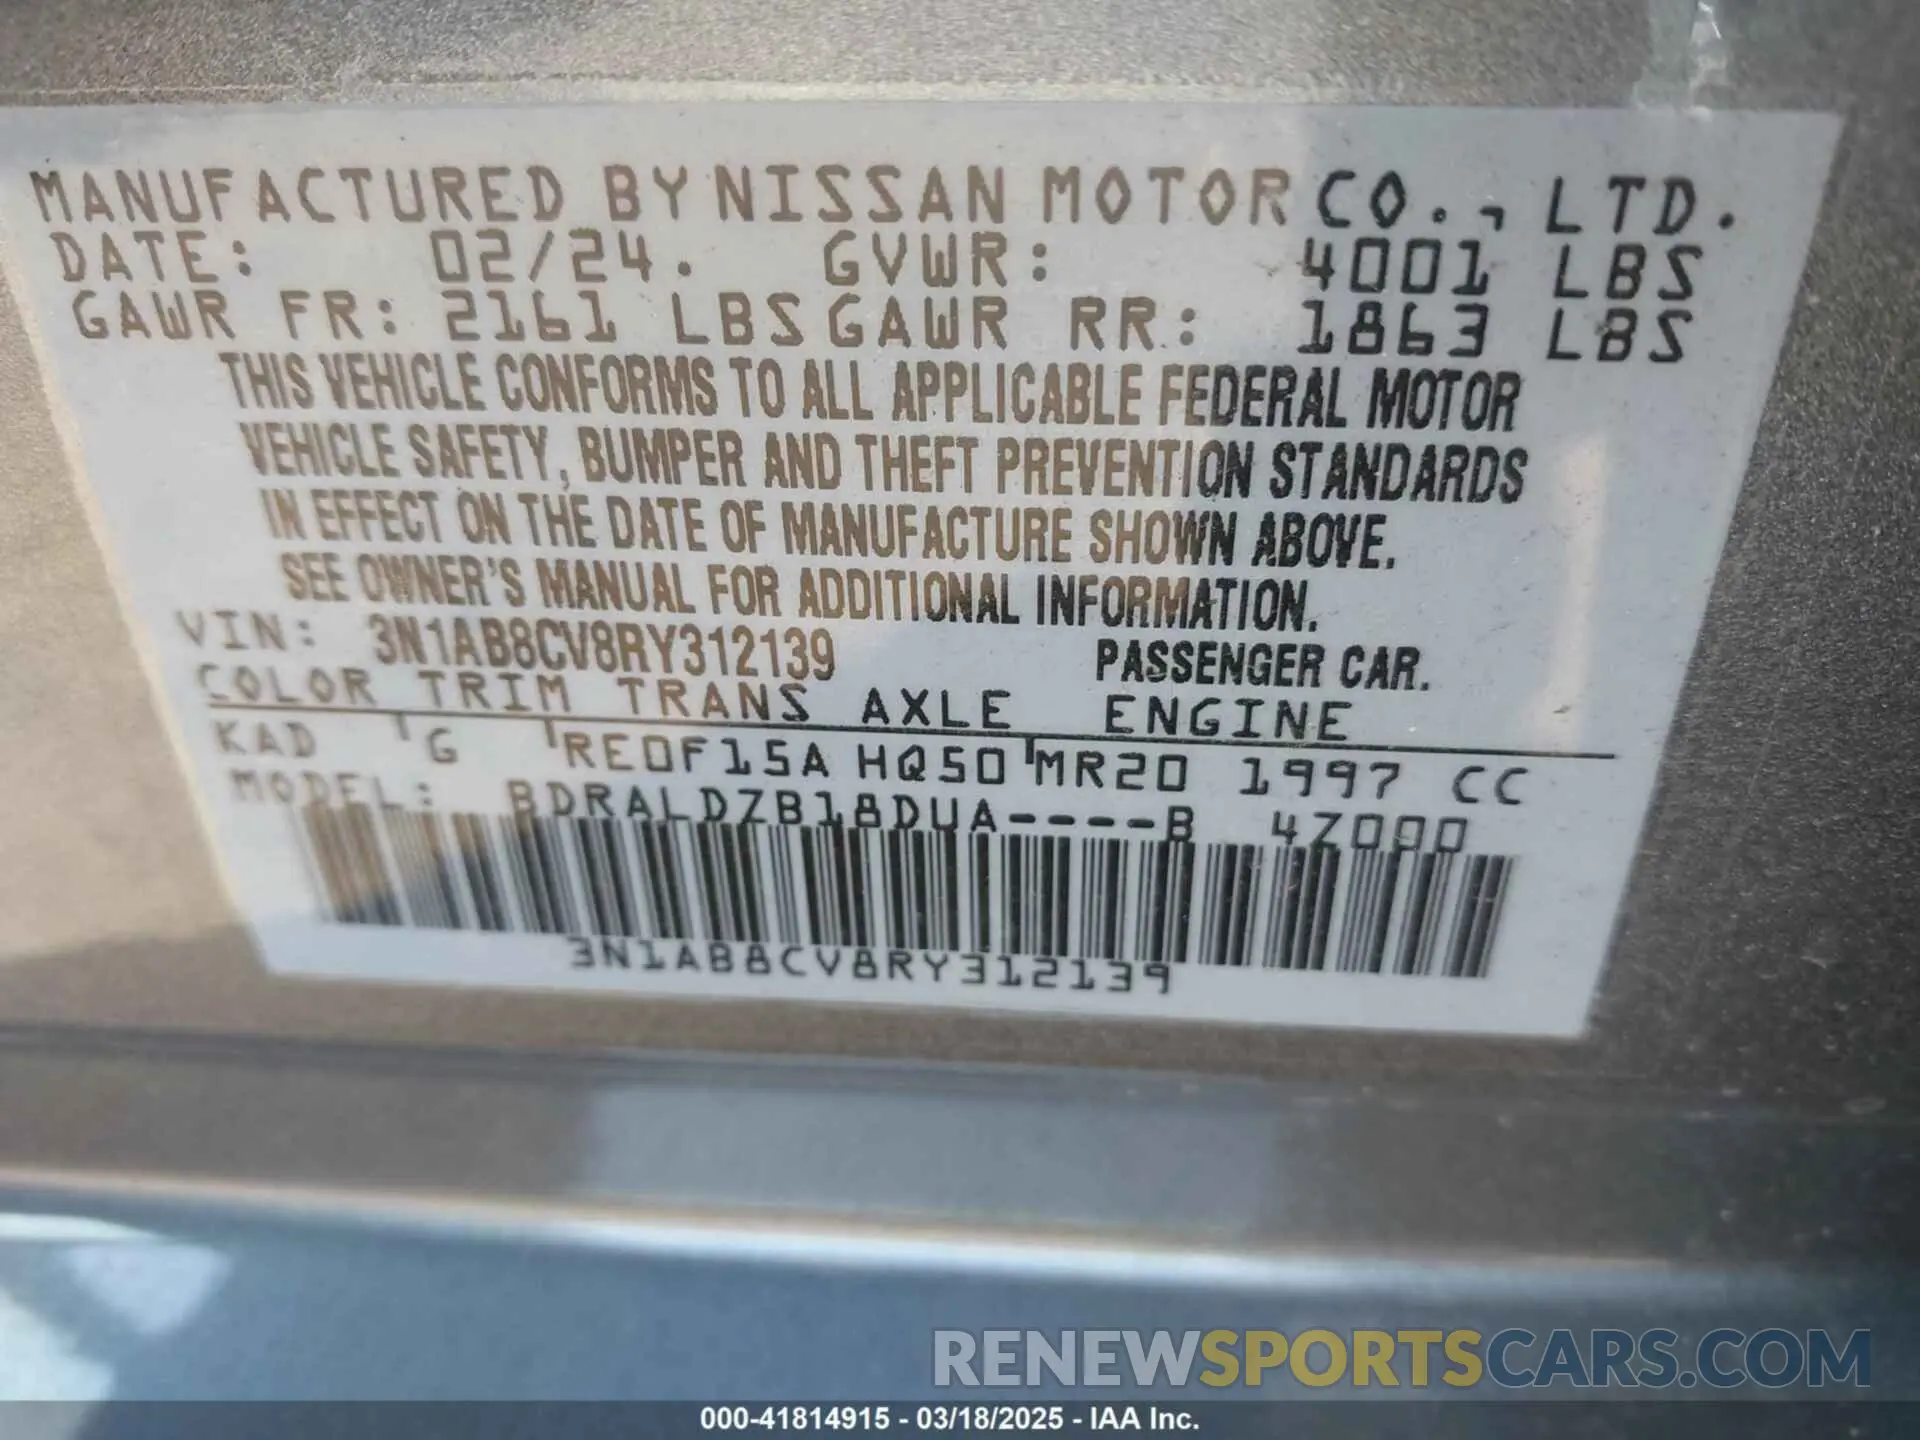 MANUFACTURED BY NISSAN MOTOR CO., LTD.
DATE: 02/24. GVWR: 4001 LBS
GAWR FR: 2161 LBS GAWR RR: 1863 LBS
THIS VEHICLE CONFORMS TO ALL APPLICABLE FEDERAL MOTOR
VEHICLE SAFETY, BUMPER AND THEFT PREVENTION STANDARDS
IN EFFECT ON THE DATE OF MANUFACTURE SHOWN ABOVE.
SEE OWNER'S MANUAL FOR ADDITIONAL INFORMATION.
VIN: 3N1AB8CV8RY312139 PASSENGER CAR.
COLOR TRIM TRANS AXLE ENGINE
KAD G RE0F15A HQ50 MR20 1997 CC
MODEL: BDRALDZB18DUA----B 4Z000
3N1AB8CV8RY312139
RENEWSPORTSCARS.COM
000-41814915 - 03/18/2025 - IAA Inc.